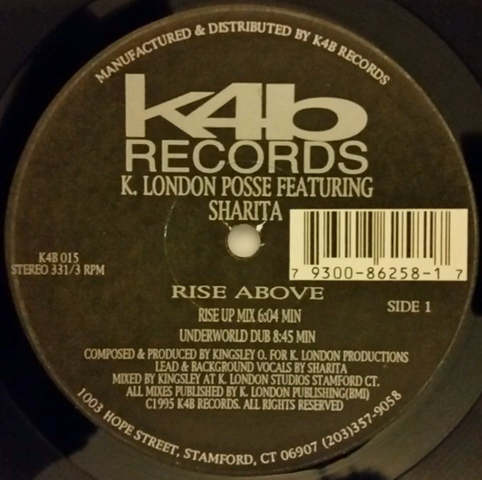 MANUFACTURED & DISTRIBUTED BY K4B RECORDS
k4b
RECORDS
K. LONDON POSSE FEATURING
SHARITA
7 9300-86258-1 7
K4B 015
STEREO 331/3 RPM
RISE ABOVE
SIDE 1
RISE UP MIX 6:04 MIN
UNDERWORLD DUB 8:45 MIN
COMPOSED & PRODUCED BY KINGSLEY O. FOR K. LONDON PRODUCTIONS
LEAD & BACKGROUND VOCALS BY SHARITA
MIXED BY KINGSLEY AT K. LONDON STUDIOS STAMFORD CT.
ALL MIXES PUBLISHED BY K. LONDON PUBLISHING(BMI)
C1995 K4B RECORDS. ALL RIGHTS RESERVED
1003 HOPE STREET, STAMFORD, CT 06907 (203)357-9058